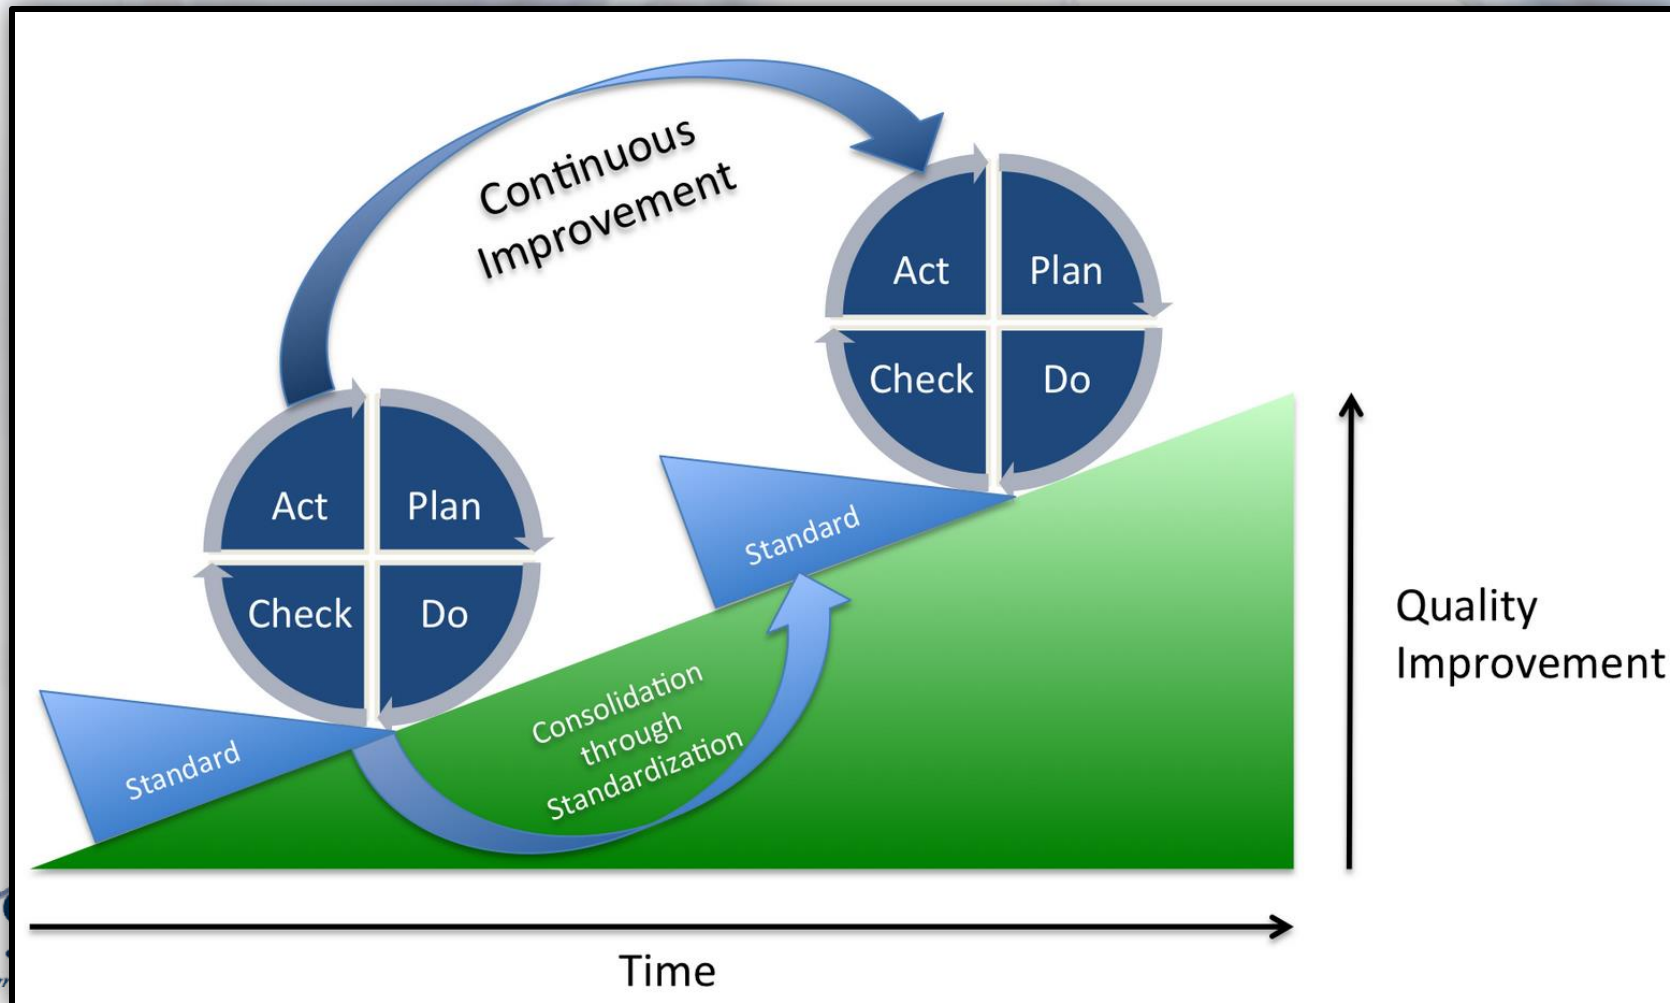 Continuous
Improvement
Act
Plan
Check
Do
Act
Plan
Check
Do
Standard
Standard
Consolidation
through
Standardization
Quality
Improvement
Time